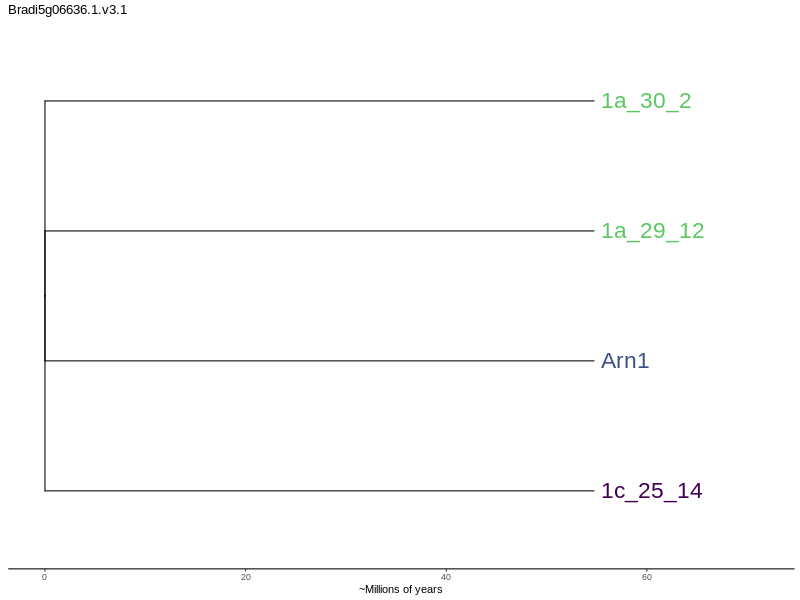 Bradi5g06636.1.v3.1
1a_30_2
1a_29_12
Arn1
1c_25_14
0 20 40 60
~Millions of years